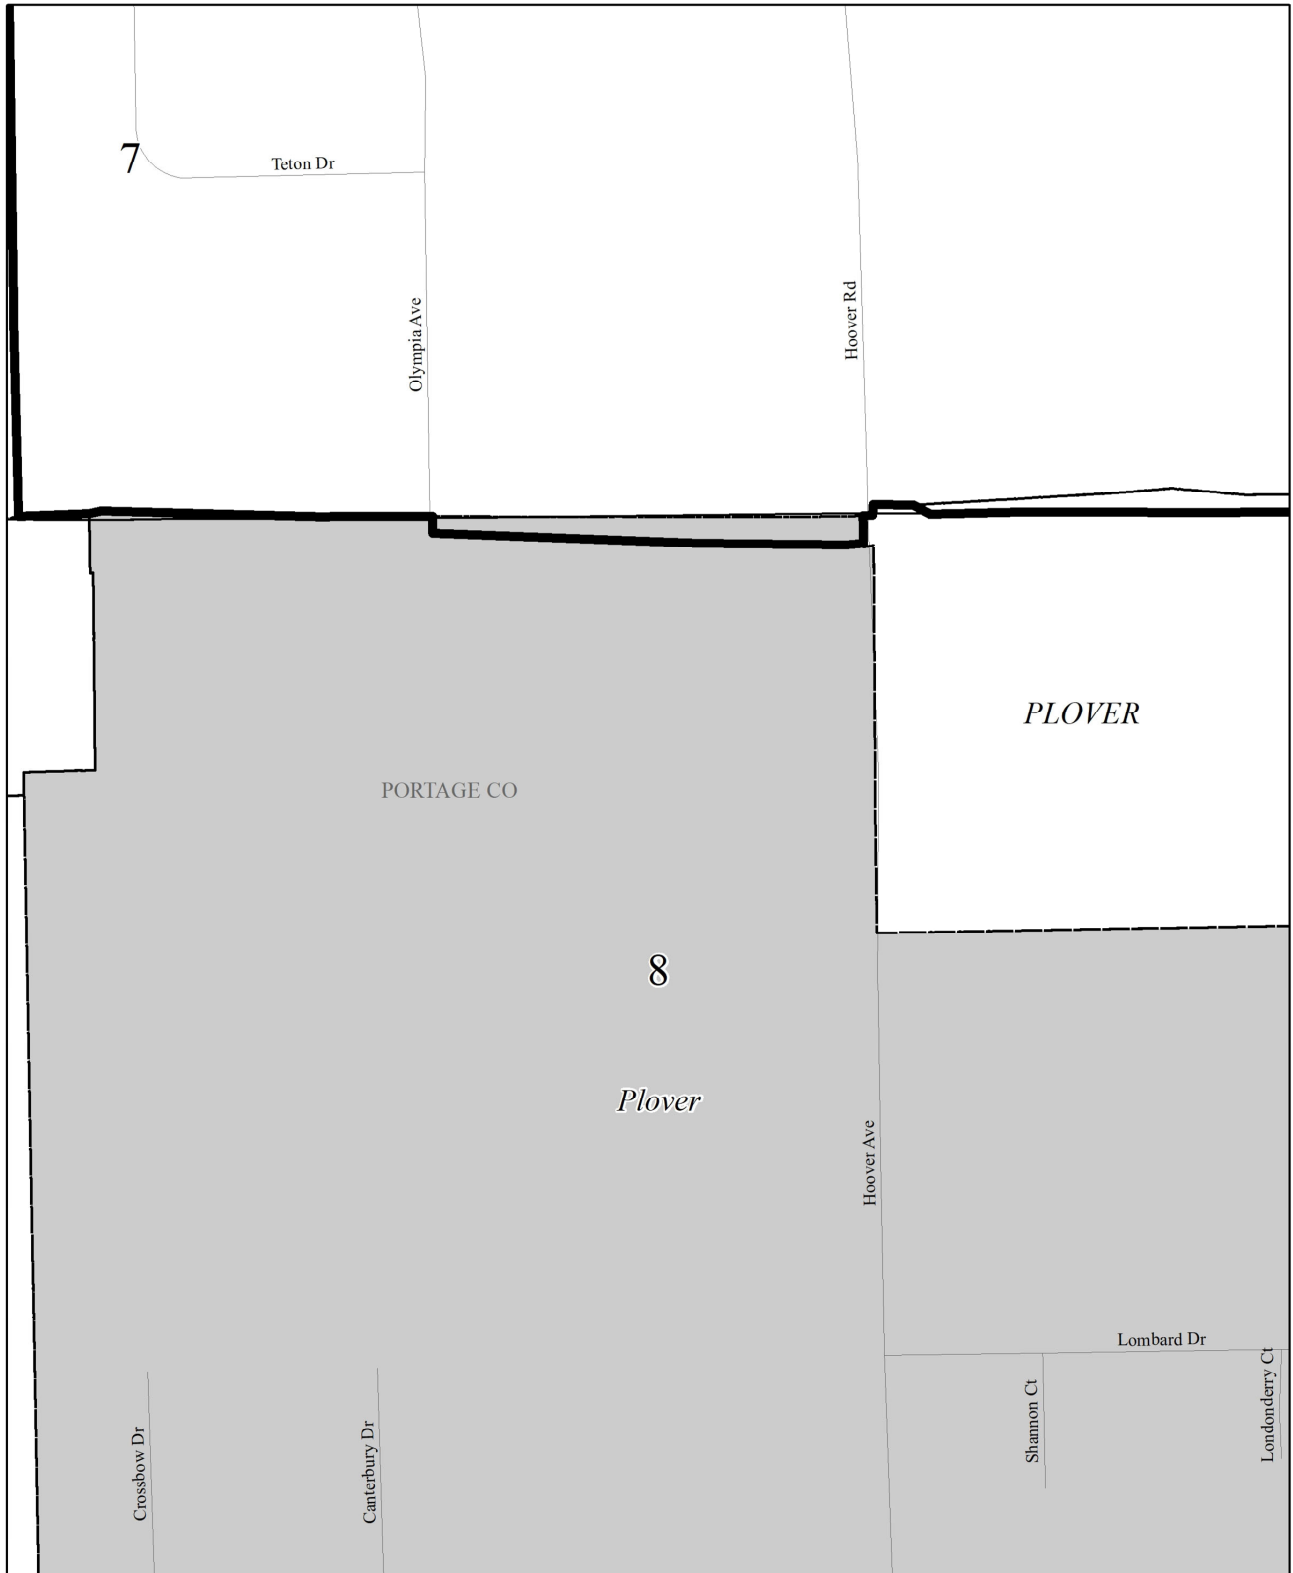 7
Teton Dr
Olympia Ave
Hoover Rd
PLOVER
PORTAGE CO
8
Plover
Hoover Ave
Lombard Dr
Shannon Ct
Londonderry Ct
Crossbow Dr
Canterbury Dr